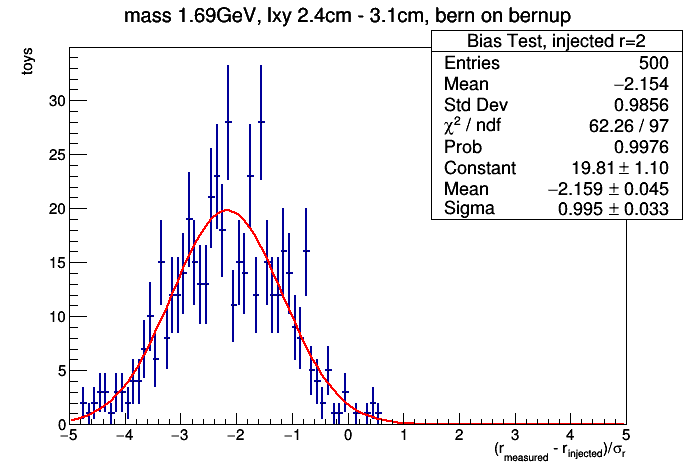 mass 1.69GeV, lxy 2.4cm - 3.1cm, bern on bernup
Bias Test, injected r=2
Entries 500
Mean −2.154
Std Dev 0.9856
χ² / ndf 62.26 / 97
Prob 0.9976
Constant 19.81 ± 1.10
Mean −2.159 ± 0.045
Sigma 0.995 ± 0.033
toys
30
25
20
15
10
5
0
−5 −4 −3 −2 −1 0 1 2 3 4 5
(r_measured - r_injected)/σ_r